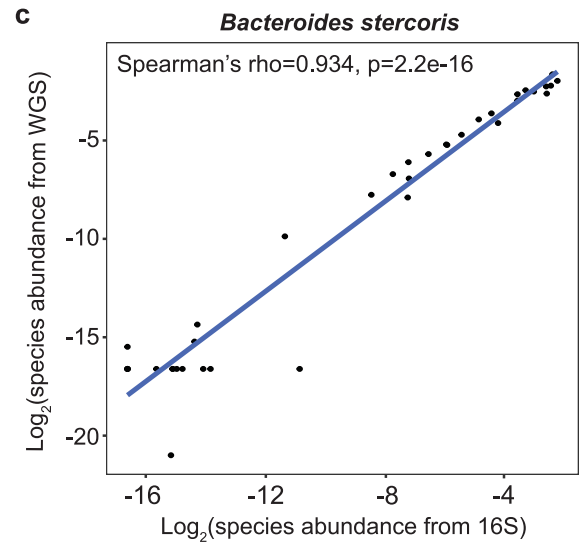 c
Bacteroides stercoris
Spearman's rho=0.934, p=2.2e-16
Log₂(species abundance from WGS)
-5
-10
-15
-20
-16 -12 -8 -4
Log₂(species abundance from 16S)